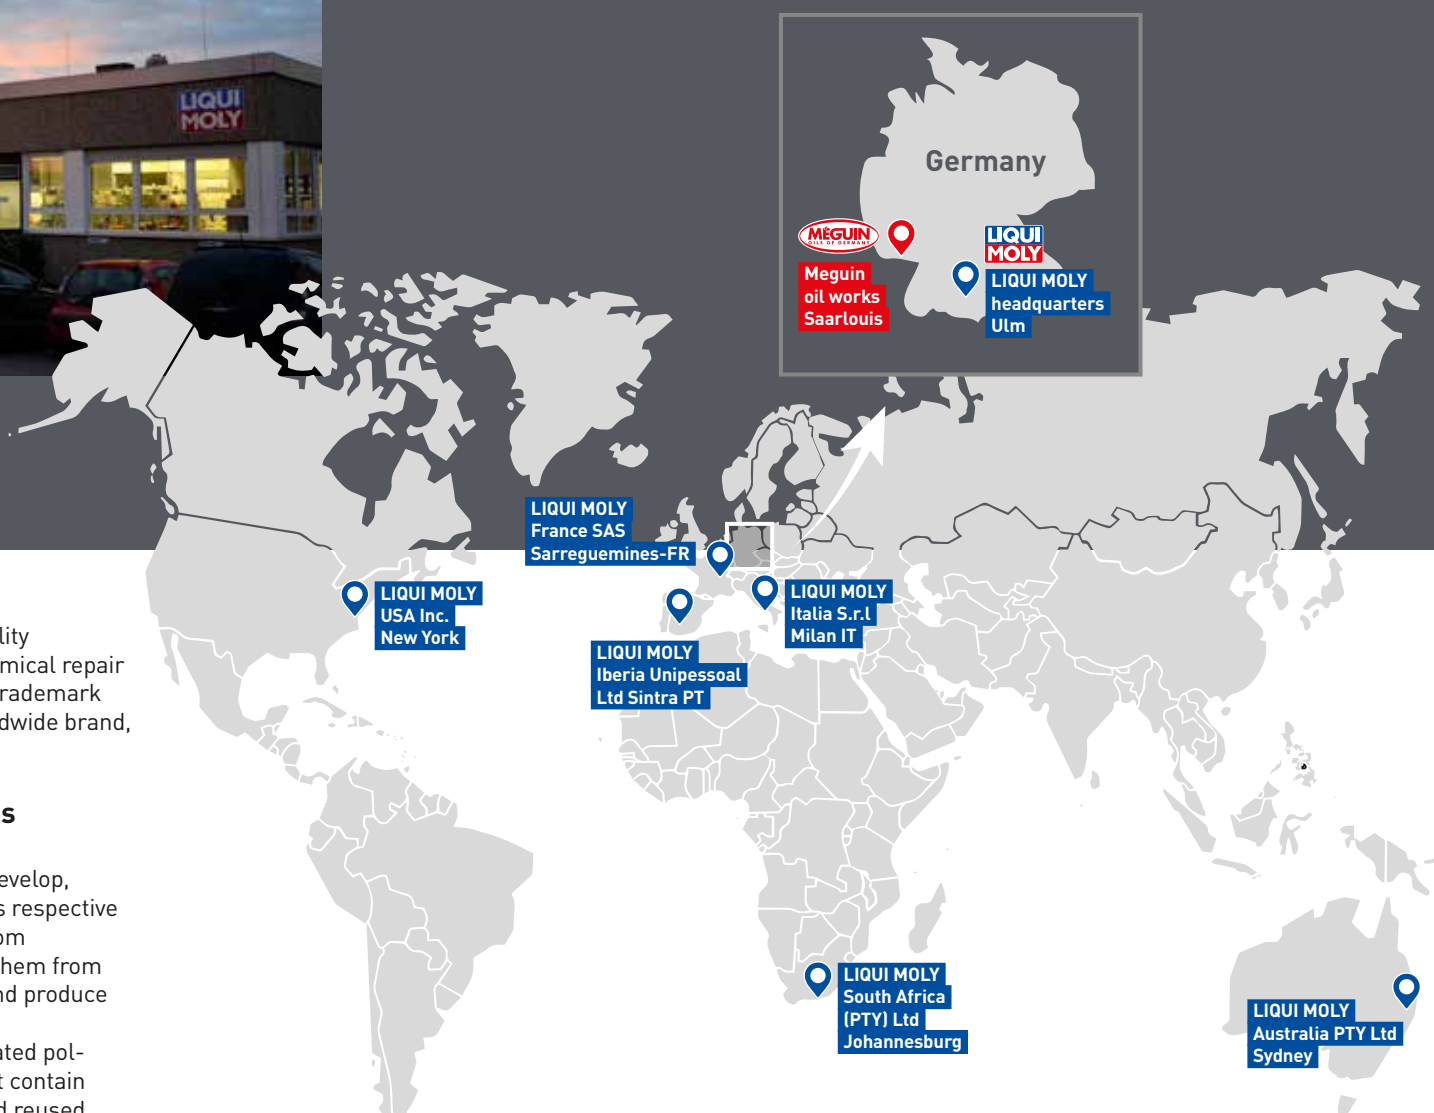 LIQUI
MOLY
Germany
MEGUIN
OILS OF GERMANY
Meguin
oil works
Saarlouis
LIQUI
MOLY
LIQUI MOLY
headquarters
Ulm
LIQUI MOLY
France SAS
Sarreguemines-FR
LIQUI MOLY
USA Inc.
New York
LIQUI MOLY
Italia S.r.l
Milan IT
LIQUI MOLY
Iberia Unipessoal
Ltd Sintra PT
LIQUI MOLY
South Africa
(PTY) Ltd
Johannesburg
LIQUI MOLY
Australia PTY Ltd
Sydney
lity
mical repair
rademark
dwide brand,
s
evelop,
s respective
om
hem from
nd produce
ated pol-
t contain
d reused